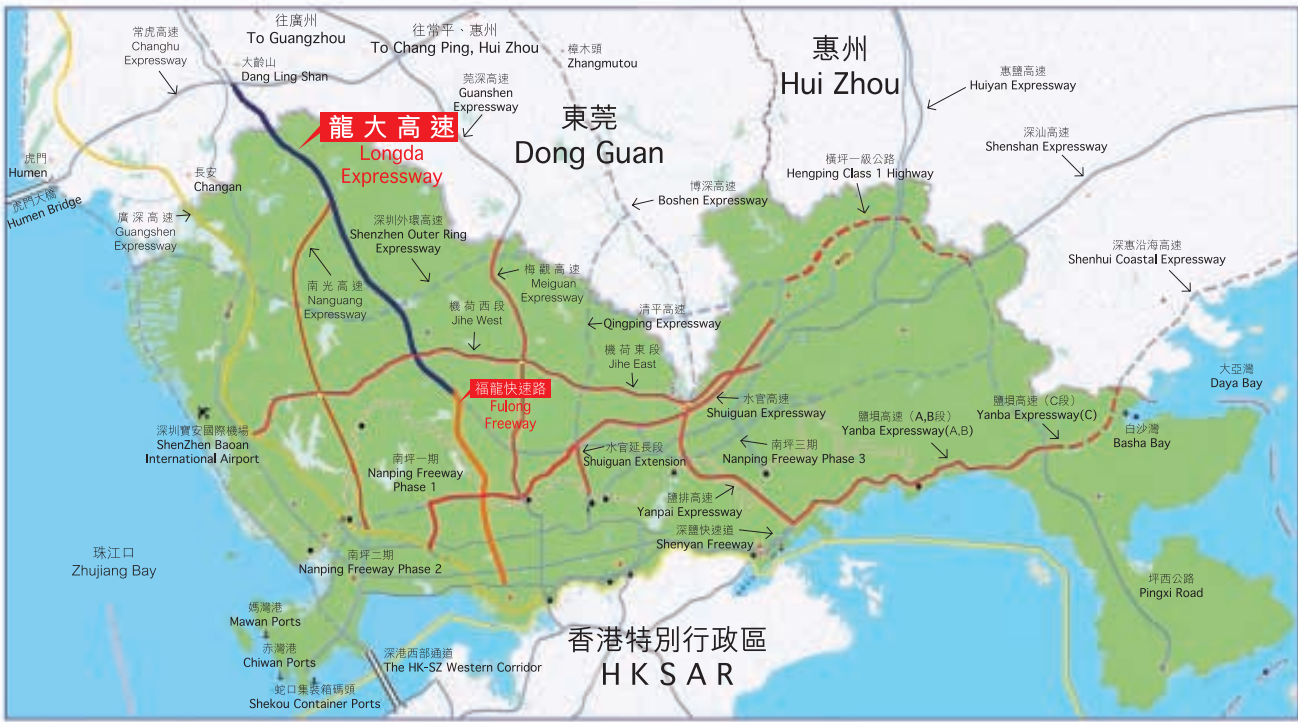 往廣州
To Guangzhou
往常平、惠州
To Chang Ping, Hui Zhou
常虎高速
Changhu
Expressway
大齡山
Dang Ling Shan
樟木頭
Zhangmutou
惠州
Hui Zhou
惠鹽高速
Huiyan Expressway
莞深高速
Guanshen
Expressway
東莞
Dong Guan
龍大高速
Longda
Expressway
深汕高速
Shenshan Expressway
虎門
Humen
長安
Changan
橫坪一級公路
Hengping Class 1 Highway
虎門大橋
Humen Bridge
博深高速
Boshen Expressway
廣深高速
Guangshen
Expressway
深圳外環高速
Shenzhen Outer Ring
Expressway
深惠沿海高速
Shenhui Coastal Expressway
南光高速
Nanguang
Expressway
梅觀高速
Meiguan
Expressway
機荷西段
Jihe West
清平高速
Qingping Expressway
機荷東段
Jihe East
大亞灣
Daya Bay
福龍快速路
Fulong
Freeway
水官高速
Shuiguan Expressway
鹽垻高速（A,B段）
Yanba Expressway(A,B)
鹽垻高速（C段）
Yanba Expressway(C)
白沙灣
Basha Bay
深圳寶安國際機場
ShenZhen Baoan
International Airport
南坪一期
Nanping Freeway
Phase 1
水官延長段
Shuiguan Extension
南坪三期
Nanping Freeway Phase 3
鹽排高速
Yanpai Expressway
深鹽快速道
Shenyan Freeway
珠江口
Zhujiang Bay
南坪二期
Nanping Freeway Phase 2
坪西公路
Pingxi Road
媽灣港
Mawan Ports
赤灣港
Chiwan Ports
蛇口集裝箱碼頭
Shekou Container Ports
深港西部通道
The HK-SZ Western Corridor
香港特別行政區
HKSAR